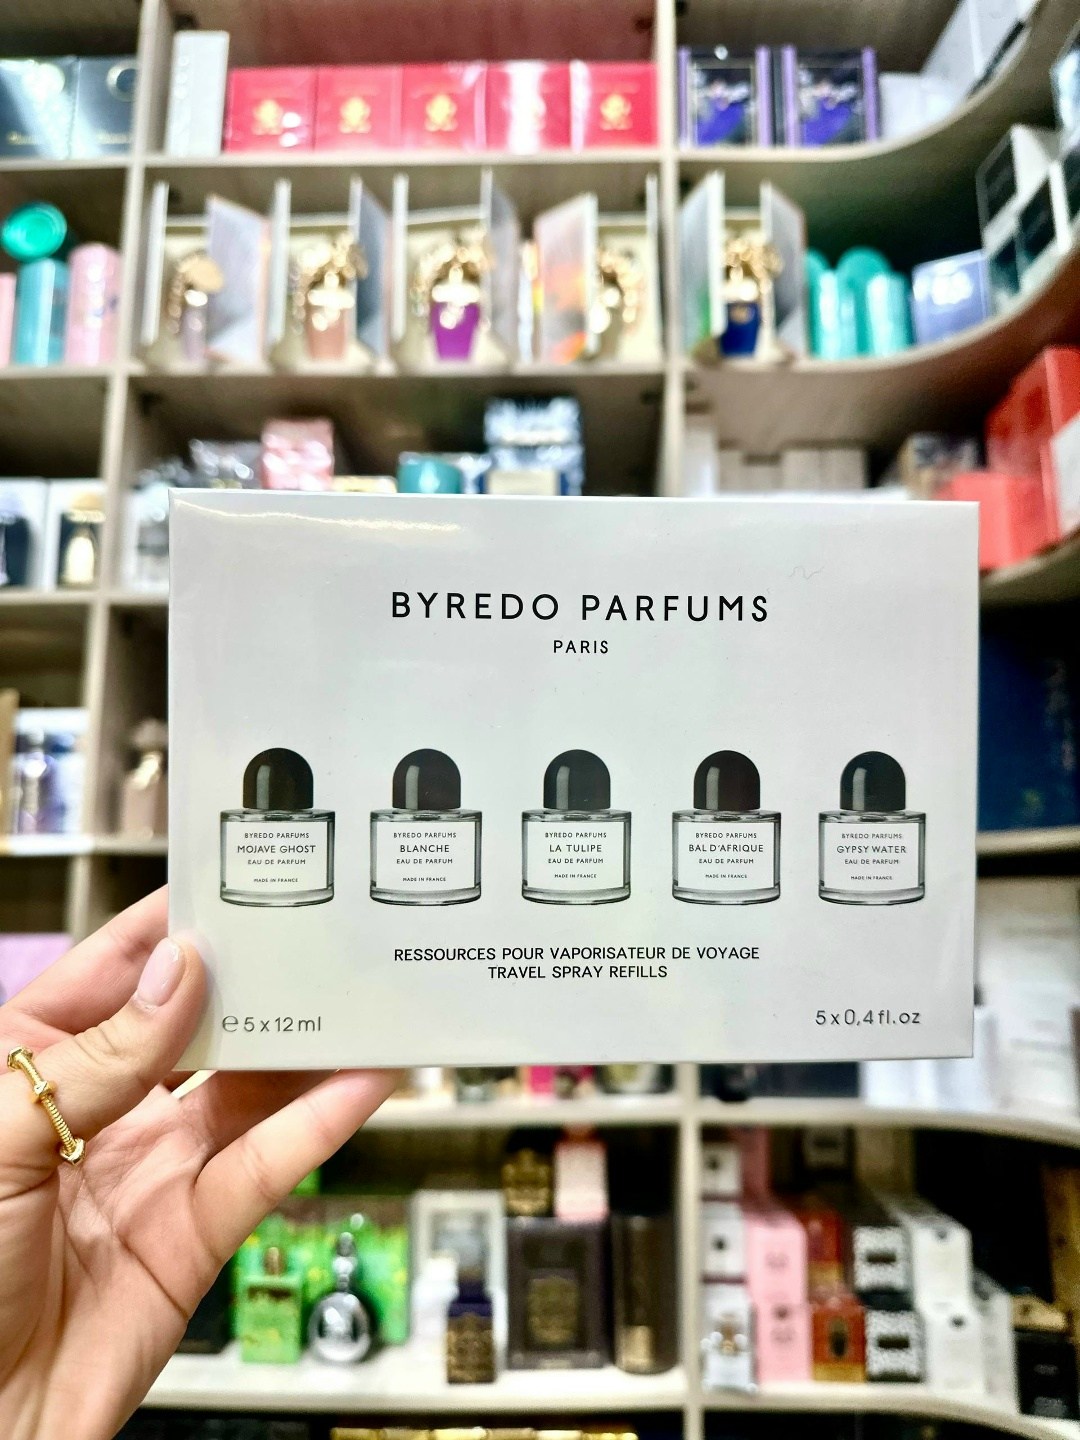 BYREDO PARFUMS
PARIS
BYREDO PARFUMS
MOJAVE GHOST
EAU DE PARFUM
MADE IN FRANCE
BYREDO PARFUMS
BLANCHE
EAU DE PARFUM
MADE IN FRANCE
BYREDO PARFUMS
LA TULIPE
EAU DE PARFUM
MADE IN FRANCE
BYREDO PARFUMS
BAL D'AFRIQUE
EAU DE PARFUM
MADE IN FRANCE
BYREDO PARFUMS
GYPSY WATER
EAU DE PARFUM
MADE IN FRANCE
RESSOURCES POUR VAPORISATEUR DE VOYAGE
TRAVEL SPRAY REFILLS
℮ 5 x 12 ml
5 x 0,4 fl.oz